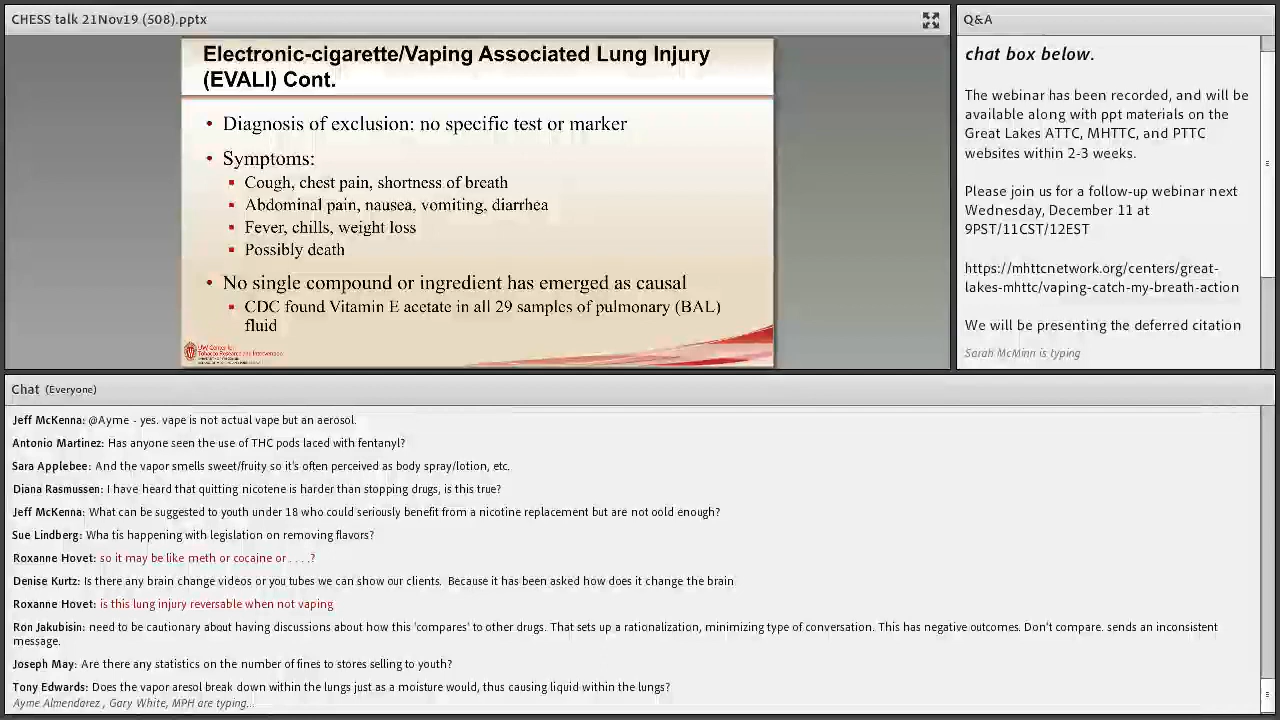 CHESS talk 21Nov19 (508).pptx
Electronic-cigarette/Vaping Associated Lung Injury
(EVALI) Cont.
• Diagnosis of exclusion: no specific test or marker
• Symptoms:
▪ Cough, chest pain, shortness of breath
▪ Abdominal pain, nausea, vomiting, diarrhea
▪ Fever, chills, weight loss
▪ Possibly death
• No single compound or ingredient has emerged as causal
▪ CDC found Vitamin E acetate in all 29 samples of pulmonary (BAL)
fluid
UW Center for
Tobacco Research and Intervention
Q&A
chat box below.
The webinar has been recorded, and will be
available along with ppt materials on the
Great Lakes ATTC, MHTTC, and PTTC
websites within 2-3 weeks.
Please join us for a follow-up webinar next
Wednesday, December 11 at
9PST/11CST/12EST
https://mhttcnetwork.org/centers/great-
lakes-mhttc/vaping-catch-my-breath-action
We will be presenting the deferred citation
Sarah McMinn is typing
Chat (Everyone)
Jeff McKenna: @Ayme - yes. vape is not actual vape but an aerosol.
Antonio Martinez: Has anyone seen the use of THC pods laced with fentanyl?
Sara Applebee: And the vapor smells sweet/fruity so it's often perceived as body spray/lotion, etc.
Diana Rasmussen: I have heard that quitting nicotene is harder than stopping drugs, is this true?
Jeff McKenna: What can be suggested to youth under 18 who could seriously benefit from a nicotine replacement but are not oold enough?
Sue Lindberg: Wha tis happening with legislation on removing flavors?
Roxanne Hovet: so it may be like meth or cocaine or . . . .?
Denise Kurtz: Is there any brain change videos or you tubes we can show our clients.  Because it has been asked how does it change the brain
Roxanne Hovet: is this lung injury reversable when not vaping
Ron Jakubisin: need to be cautionary about having discussions about how this 'compares' to other drugs. That sets up a rationalization, minimizing type of conversation. This has negative outcomes. Don't compare. sends an inconsistent
message.
Joseph May: Are there any statistics on the number of fines to stores selling to youth?
Tony Edwards: Does the vapor aresol break down within the lungs just as a moisture would, thus causing liquid within the lungs?
Ayme Almendarez , Gary White, MPH are typing...